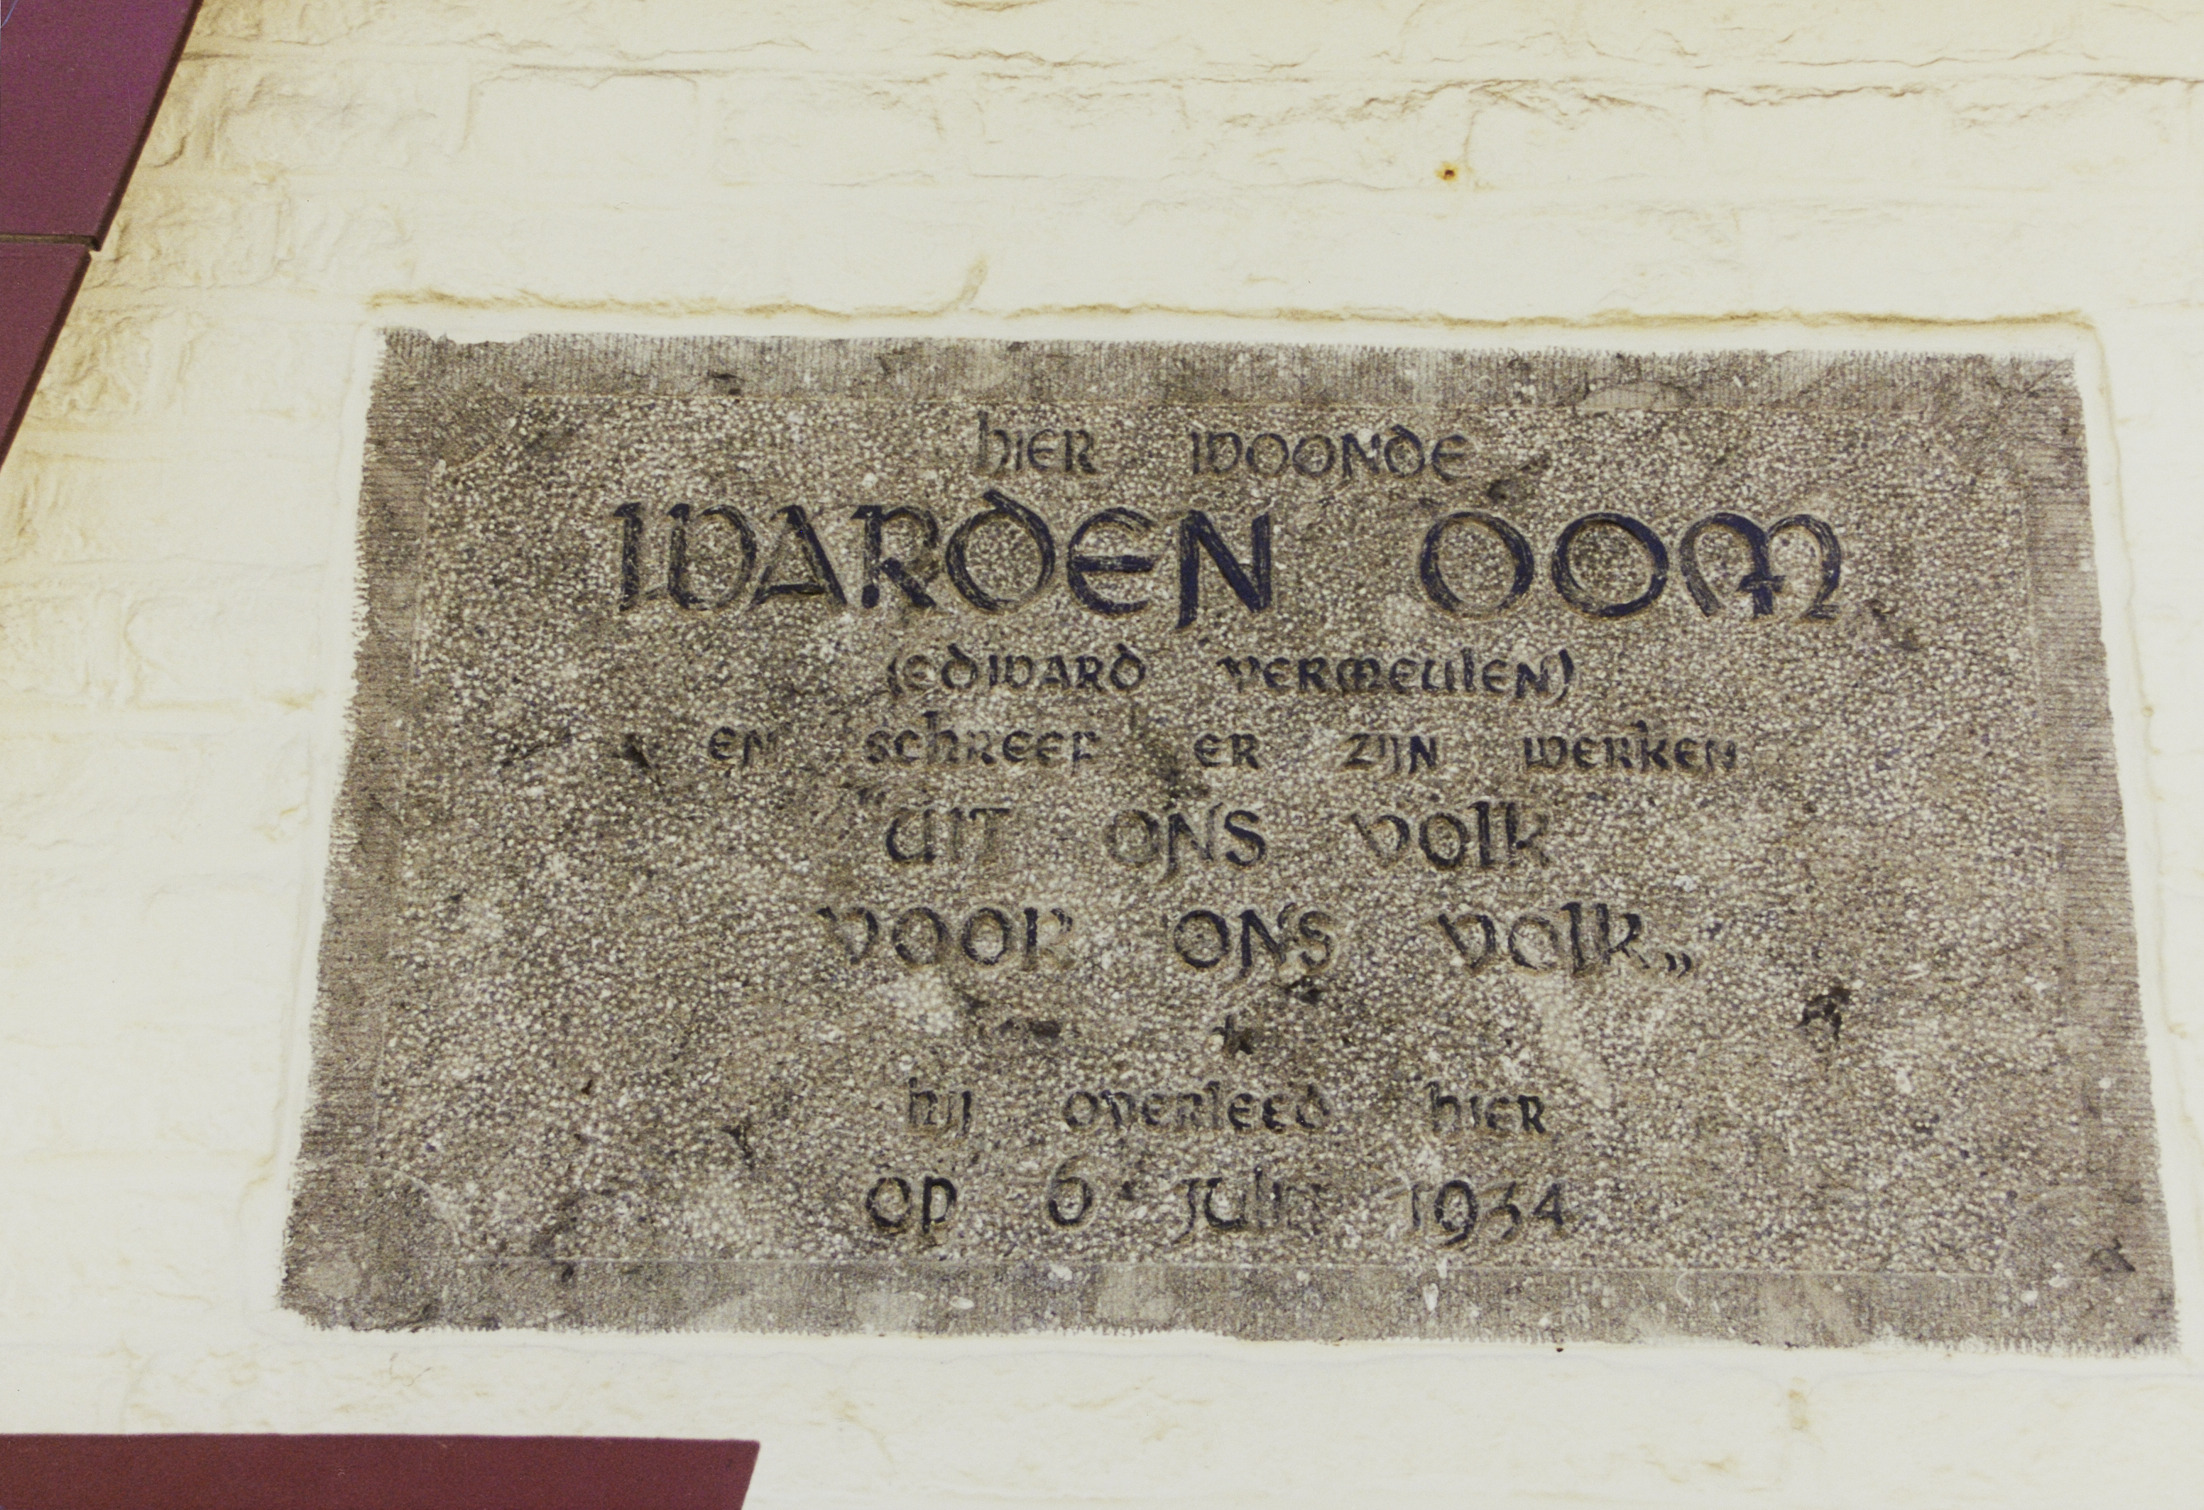 hIER WOONDE
WARDEN OOM
(EDWARD VERMEULEN)
EN SCHREEF ER ZIJN WERKEN
"UIT ONS VOLK
VOOR ONS VOLK„
hIJ OVERLEED hIER
OP 6 JULI 1934